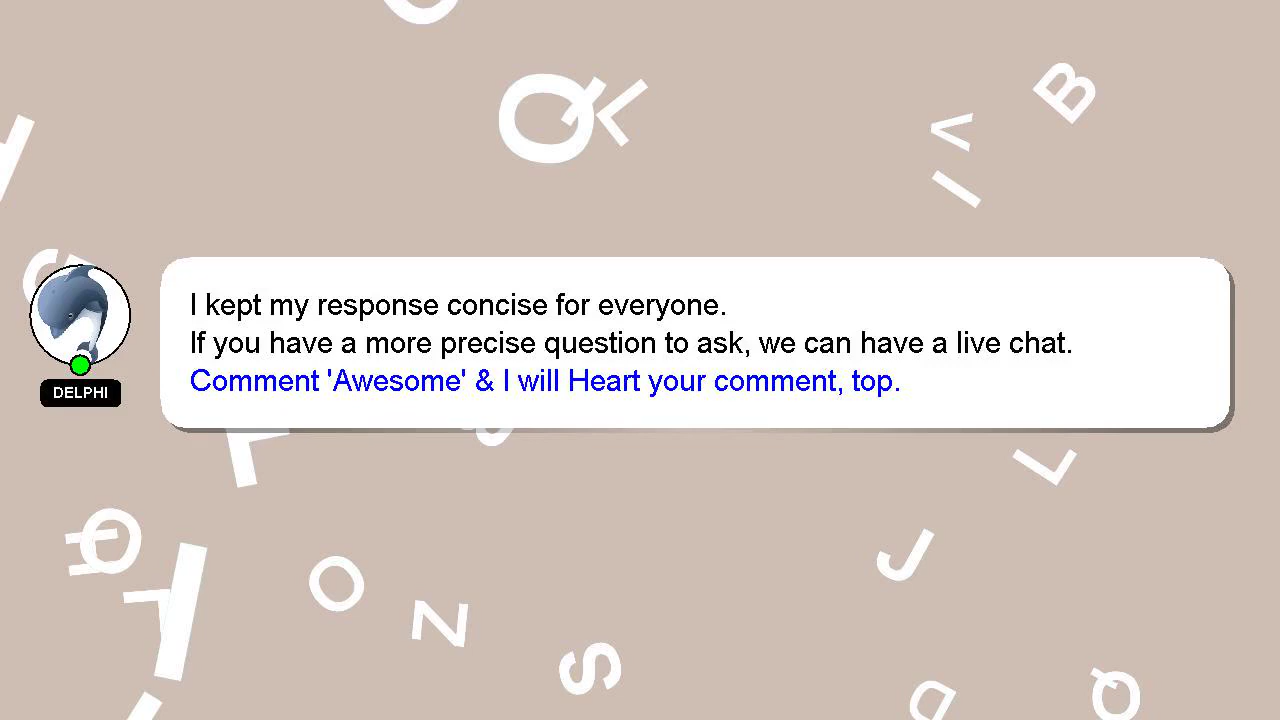 I kept my response concise for everyone.
If you have a more precise question to ask, we can have a live chat.
Comment 'Awesome' & I will Heart your comment, top.
DELPHI
Q
L
V
B
I
L
J
O
Z
S
D
Q